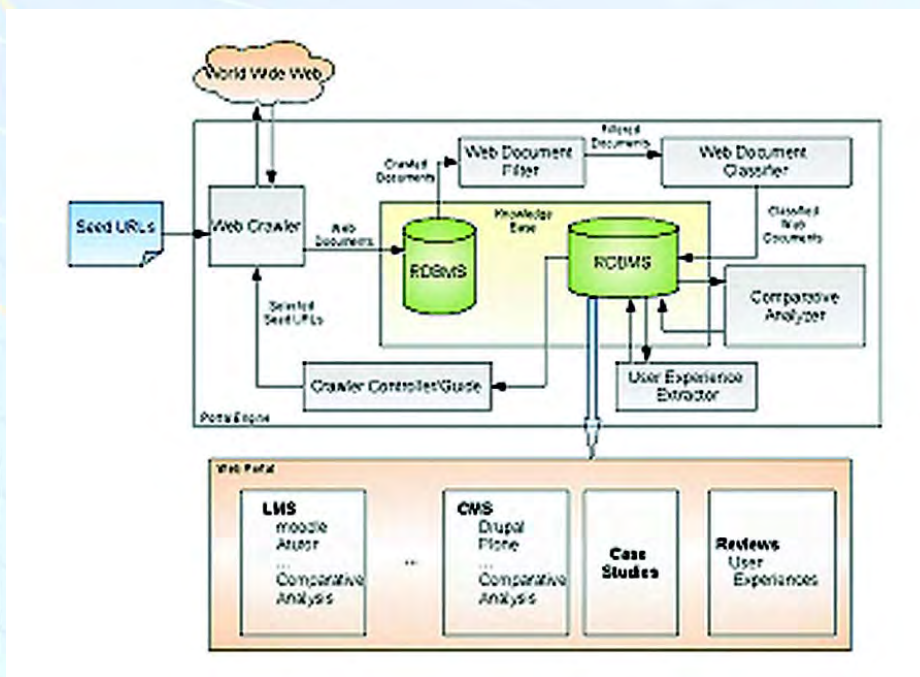 World Wide Web
Filtered
Documents
Crawled
Documents
Web Document
Filter
Web Document
Classifier
Seed URLs
Web Crawler
Web
Documents
Knowledge
Base
Classified
Web
Documents
RDBMS
RDBMS
Comparative
Analyzer
Selected
Seed URLs
Crawler Controller/Guide
User Experience
Extractor
Portal Engine
Web Portal
LMS
moodle
Atutor
...
Comparative
Analysis
...
CMS
Drupal
Plone
...
Comparative
Analysis
Case
Studies
Reviews
User
Experiences